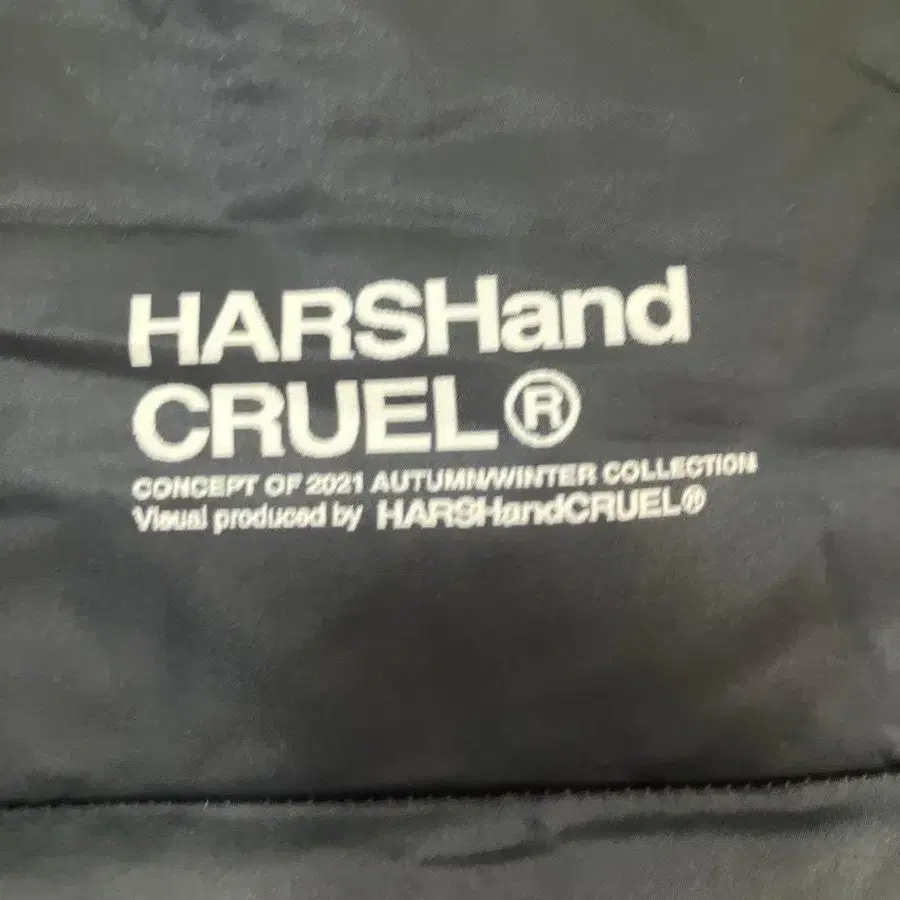 HARSHand
CRUEL®
CONCEPT OF 2021 AUTUMN/WINTER COLLECTION
Visual produced by HARSHandCRUEL®